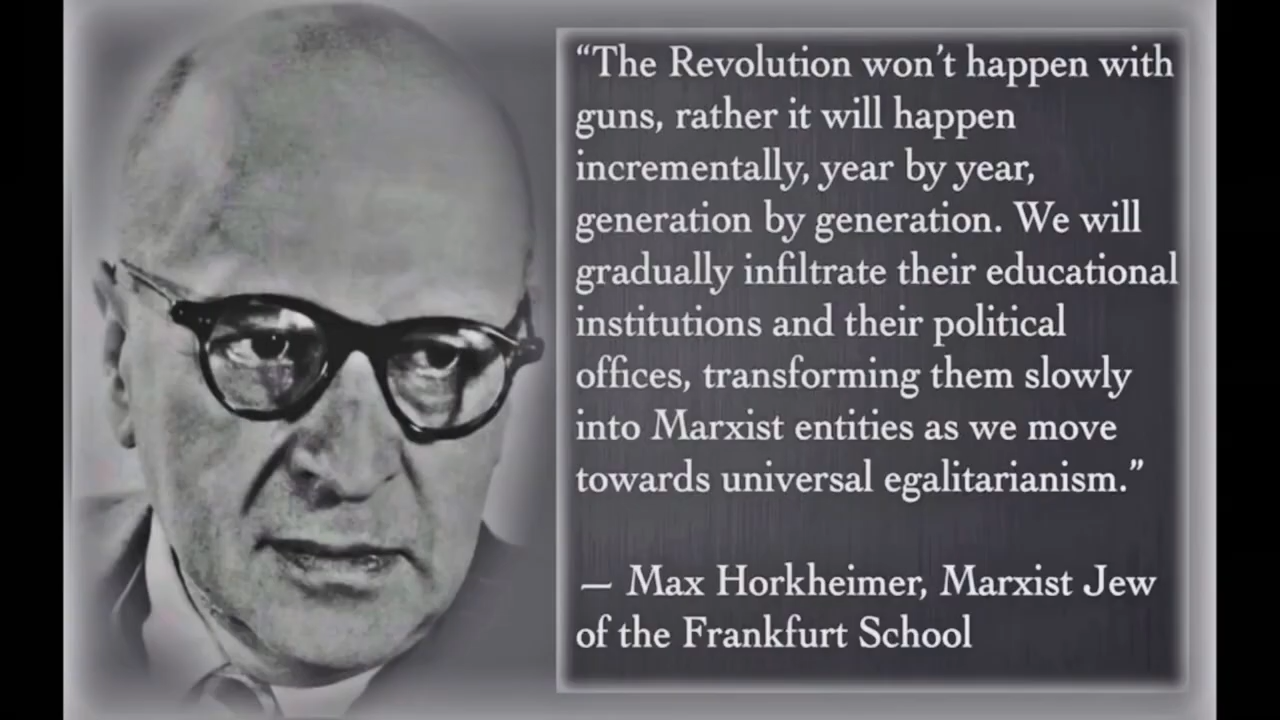 “The Revolution won’t happen with
guns, rather it will happen
incrementally, year by year,
generation by generation. We will
gradually infiltrate their educational
institutions and their political
offices, transforming them slowly
into Marxist entities as we move
towards universal egalitarianism.”
— Max Horkheimer, Marxist Jew
of the Frankfurt School